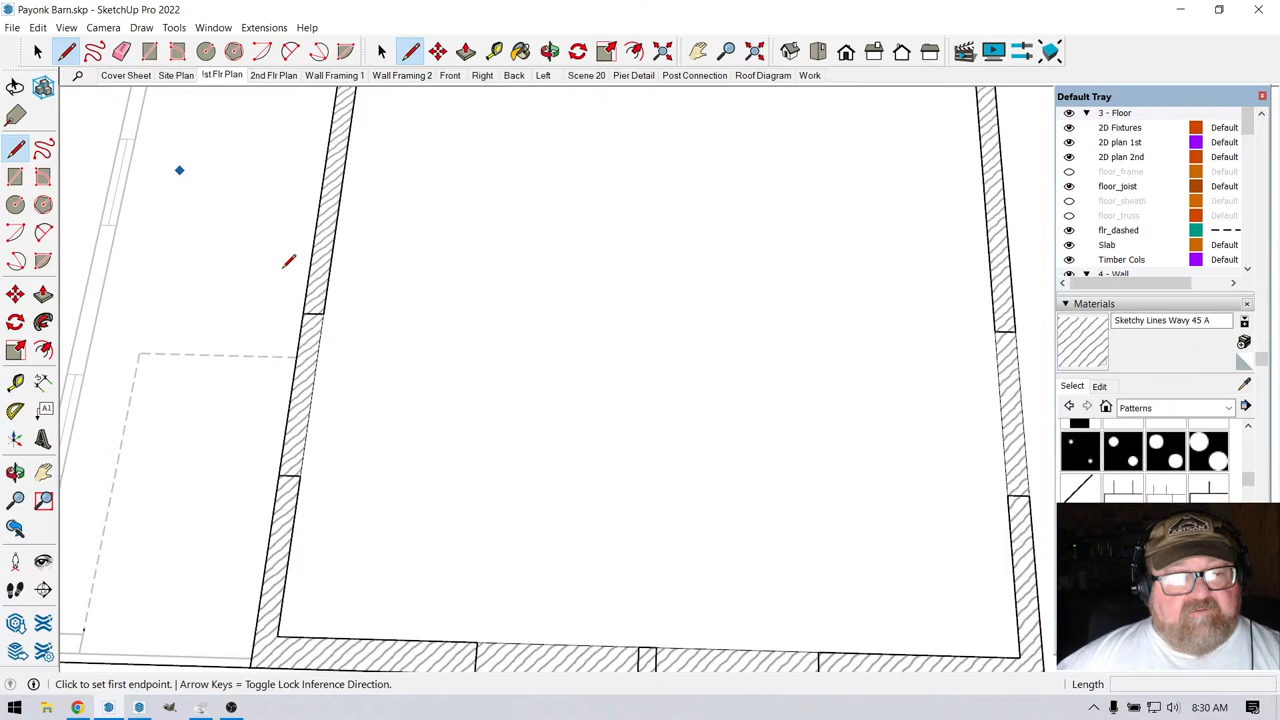 Payonk Barn.skp - SketchUp Pro 2022
File Edit View Camera Draw Tools Window Extensions Help
Cover Sheet Site Plan !st Flr Plan 2nd Flr Plan Wall Framing 1 Wall Framing 2 Front Right Back Left Scene 20 Pier Detail Post Connection Roof Diagram Work
Default Tray
3 - Floor
2D Fixtures Default
2D plan 1st Default
2D plan 2nd Default
floor_frame Default
floor_joist Default
floor_sheath Default
floor_truss Default
flr_dashed
Slab Default
Timber Cols Default
4 - Wall
Materials
Sketchy Lines Wavy 45 A
Select Edit
Patterns
A1
ARTISAN
Click to set first endpoint. | Arrow Keys = Toggle Lock Inference Direction.
Length
8:30 AM